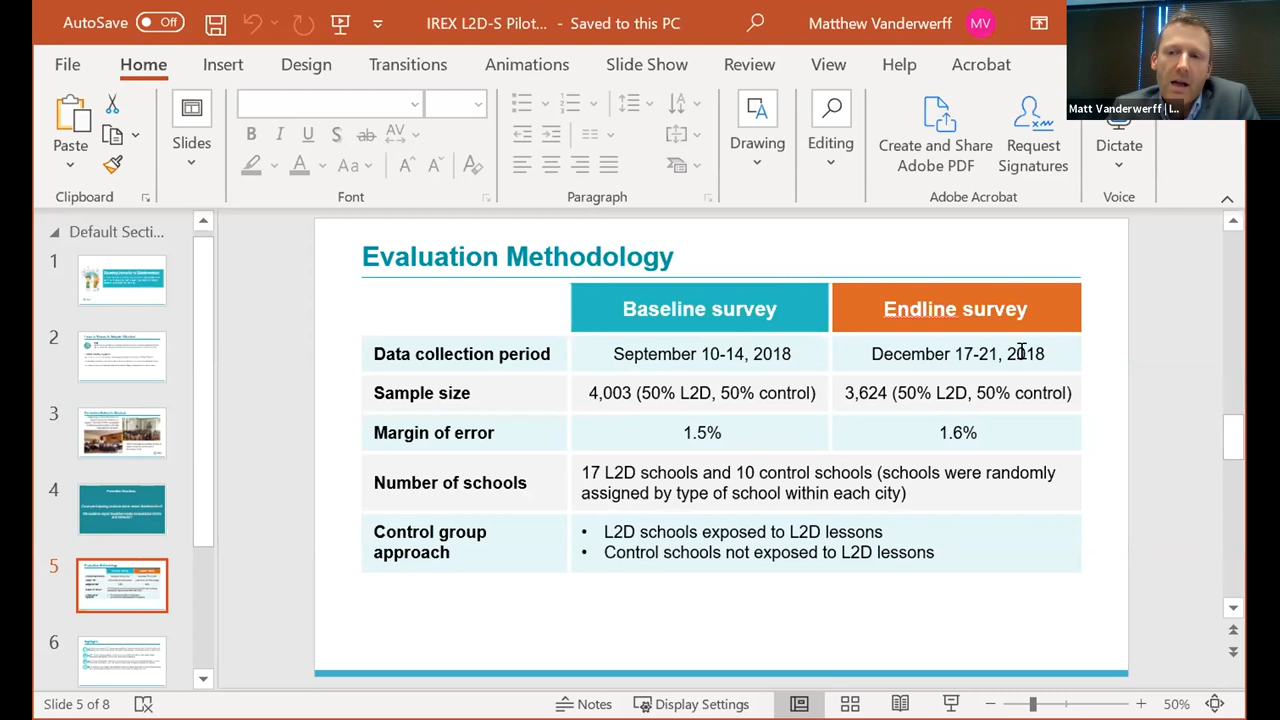 AutoSave Off IREX L2D-S Pilot... - Saved to this PC Matthew Vanderwerff MV
File Home Insert Design Transitions Animations Slide Show Review View Help Acrobat
Matt Vanderwerff | I...
Paste Slides Drawing Editing Create and Share Adobe PDF Request Signatures Dictate
Clipboard Font Paragraph Adobe Acrobat Voice
Default Secti...
1
2
3
4
5
6
Evaluation Methodology
Baseline survey Endline survey
Data collection period September 10-14, 2018 December 17-21, 2018
Sample size 4,003 (50% L2D, 50% control) 3,624 (50% L2D, 50% control)
Margin of error 1.5% 1.6%
Number of schools 17 L2D schools and 10 control schools (schools were randomly
assigned by type of school within each city)
Control group • L2D schools exposed to L2D lessons
approach • Control schools not exposed to L2D lessons
Slide 5 of 8 Notes Display Settings 50%